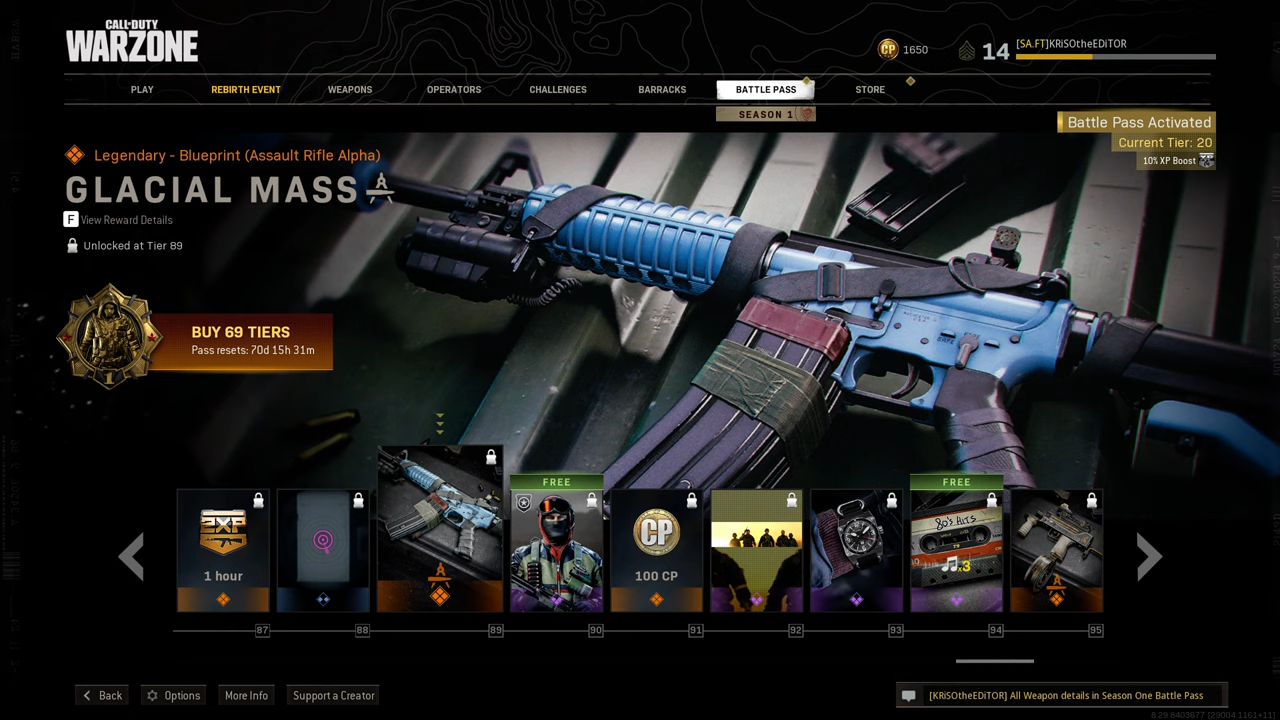 CALL OF DUTY
WARZONE
CP 1650
14
[SA.FT]KRiSOtheEDiTOR
PLAY
REBIRTH EVENT
WEAPONS
OPERATORS
CHALLENGES
BARRACKS
BATTLE PASS
STORE
SEASON 1
Battle Pass Activated
Current Tier: 20
10% XP Boost
Legendary - Blueprint (Assault Rifle Alpha)
GLACIAL MASS
F View Reward Details
Unlocked at Tier 89
BUY 69 TIERS
Pass resets: 70d 15h 31m
1
FREE
FREE
2XP
CP
80's Hits
x3
1 hour
100 CP
87
88
89
90
91
92
93
94
95
Back
Options
More Info
Support a Creator
[KRiSOtheEDiTOR] All Weapon details in Season One Battle Pass